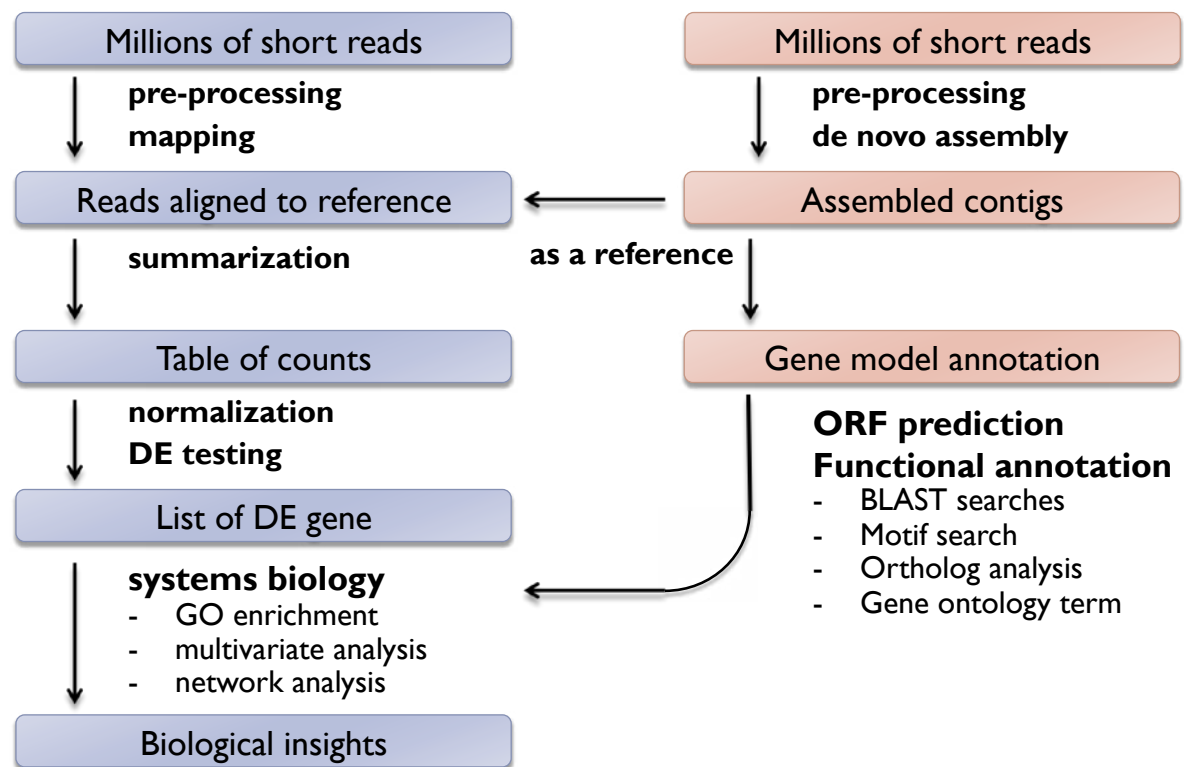 Millions of short reads
pre-processing
mapping
Reads aligned to reference
summarization
Table of counts
normalization
DE testing
List of DE gene
systems biology
- GO enrichment
- multivariate analysis
- network analysis
Biological insights
Millions of short reads
pre-processing
de novo assembly
Assembled contigs
as a reference
Gene model annotation
ORF prediction
Functional annotation
- BLAST searches
- Motif search
- Ortholog analysis
- Gene ontology term